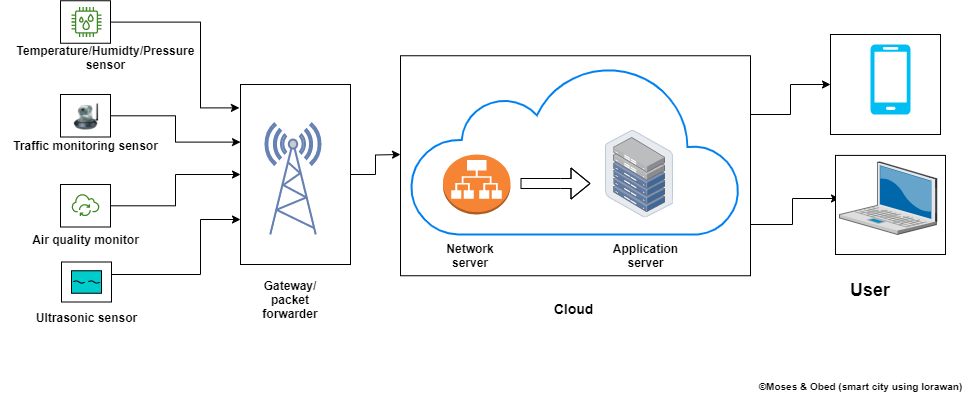 Temperature/Humidty/Pressure
sensor
Traffic monitoring sensor
Air quality monitor
Ultrasonic sensor
Gateway/
packet
forwarder
Network
server
Application
server
Cloud
User
©Moses & Obed (smart city using lorawan)